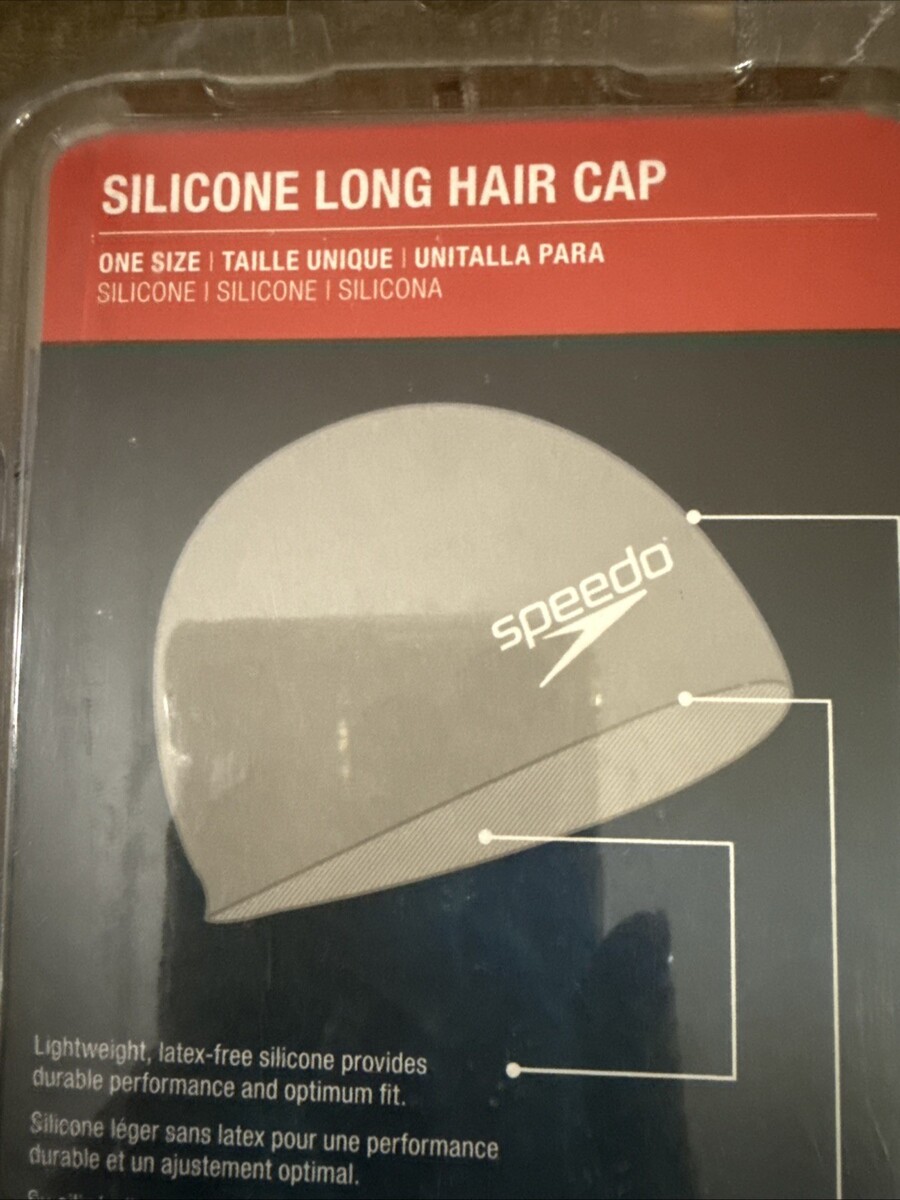 SILICONE LONG HAIR CAP
ONE SIZE | TAILLE UNIQUE | UNITALLA PARA
SILICONE | SILICONE | SILICONA
speedo
Lightweight, latex-free silicone provides
durable performance and optimum fit.
Silicone léger sans latex pour une performance
durable et un ajustement optimal.